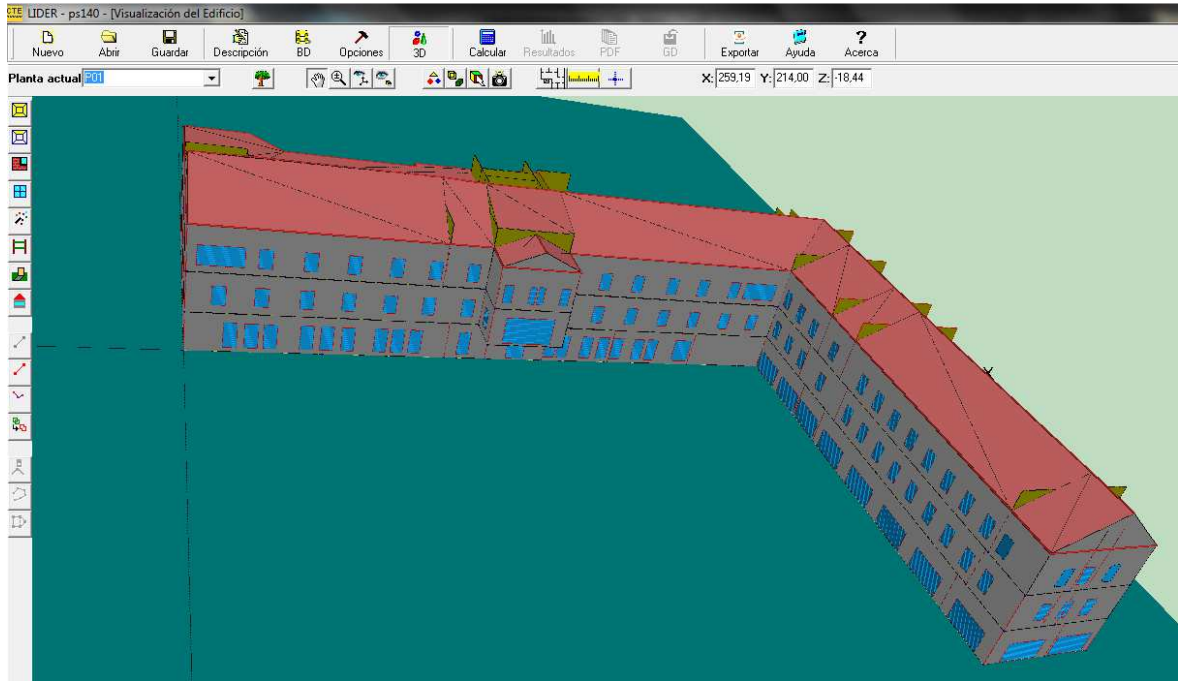 CTE LIDER - ps140 - [Visualización del Edificio]
Nuevo Abrir Guardar Descripción BD Opciones 3D Calcular Resultados PDF GD Exportar Ayuda Acerca
Planta actual P01 X: 259,19 Y: 214,00 Z: -18,44